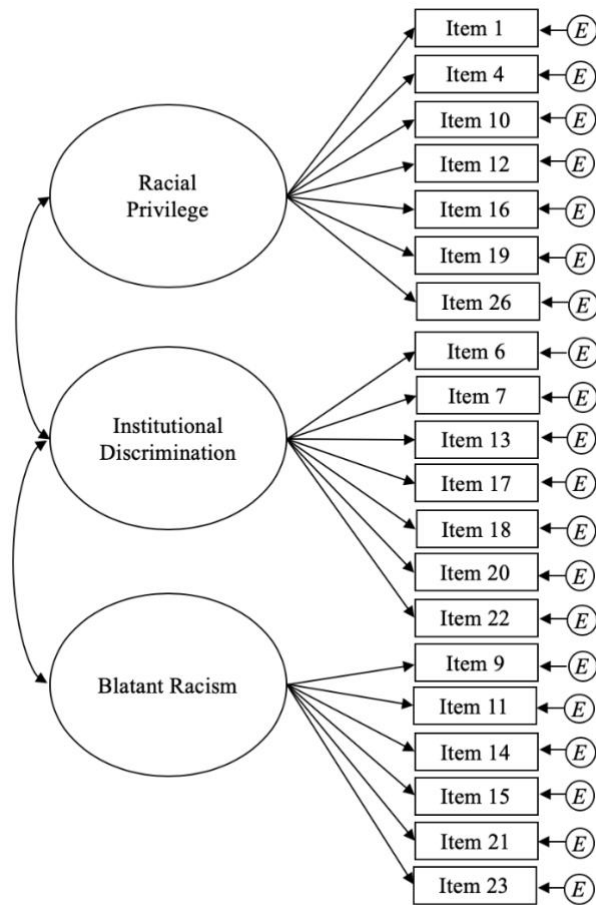 Item 1 E
Item 4 E
Item 10 E
Item 12 E
Racial
Privilege
Item 16 E
Item 19 E
Item 26 E
Item 6 E
Item 7 E
Institutional
Discrimination
Item 13 E
Item 17 E
Item 18 E
Item 20 E
Item 22 E
Blatant Racism
Item 9 E
Item 11 E
Item 14 E
Item 15 E
Item 21 E
Item 23 E